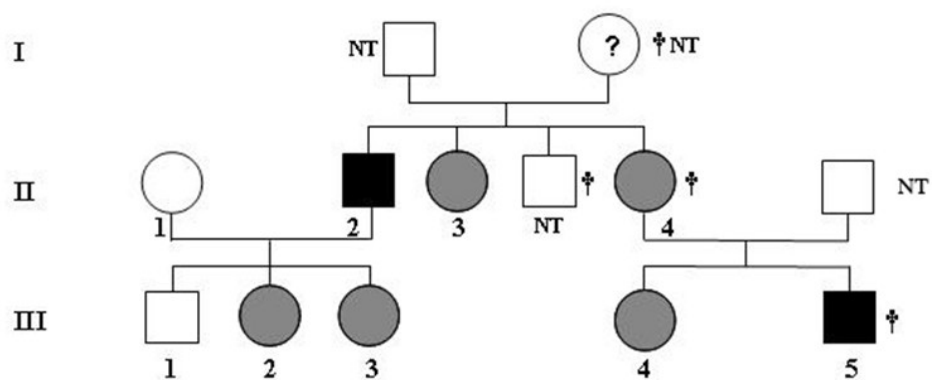 I NT ? † NT
II 1 2 3 NT † 4 † NT
III 1 2 3 4 5 †